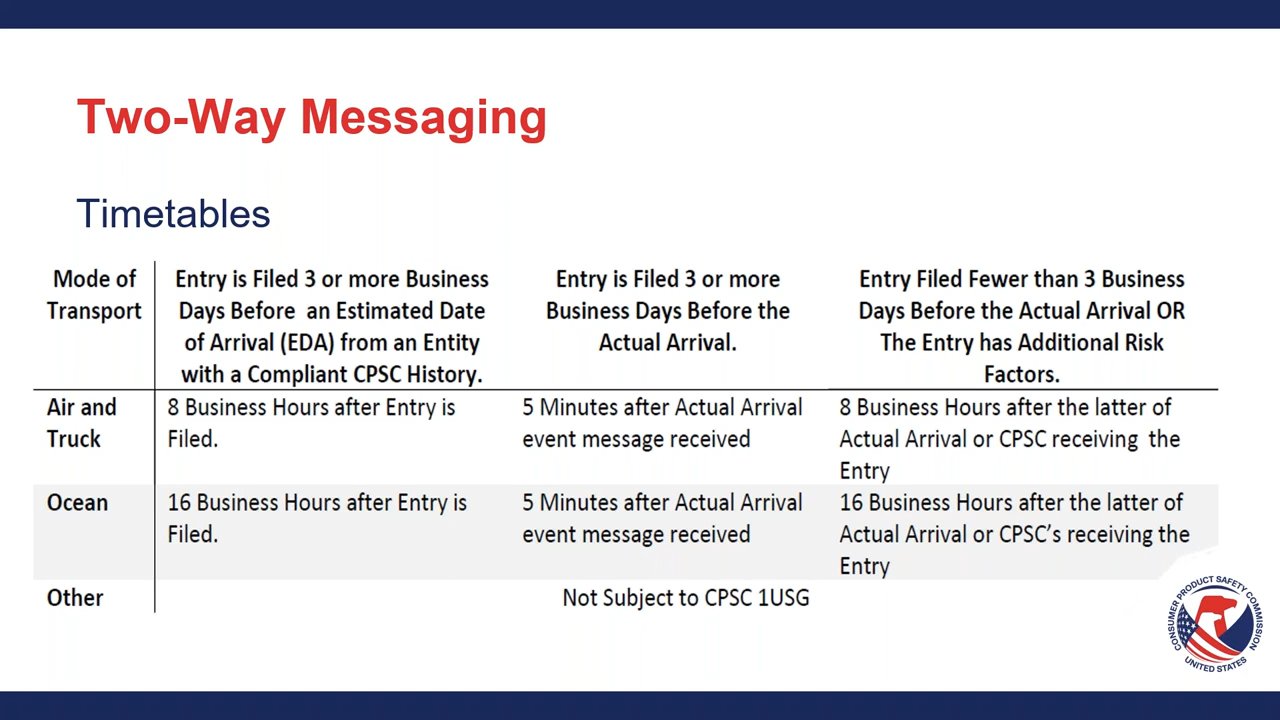 Two-Way Messaging
Timetables
Mode of
Transport
Entry is Filed 3 or more Business
Days Before an Estimated Date
of Arrival (EDA) from an Entity
with a Compliant CPSC History.
Entry is Filed 3 or more
Business Days Before the
Actual Arrival.
Entry Filed Fewer than 3 Business
Days Before the Actual Arrival OR
The Entry has Additional Risk
Factors.
Air and
Truck
8 Business Hours after Entry is
Filed.
5 Minutes after Actual Arrival
event message received
8 Business Hours after the latter of
Actual Arrival or CPSC receiving the
Entry
Ocean
16 Business Hours after Entry is
Filed.
5 Minutes after Actual Arrival
event message received
16 Business Hours after the latter of
Actual Arrival or CPSC’s receiving the
Entry
Other
Not Subject to CPSC 1USG
CONSUMER PRODUCT SAFETY COMMISSION
UNITED STATES